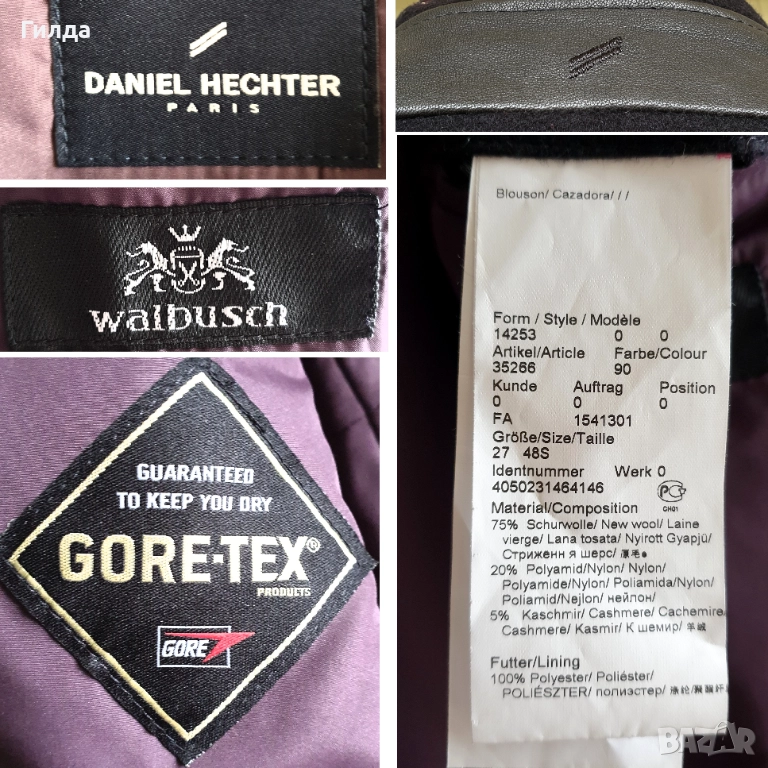 Гилда
DANIEL HECHTER
PARIS
walbusch
GUARANTEED
TO KEEP YOU DRY
GORE-TEX®
PRODUCTS
GORE
Blouson/ Cazadora/ / /
Form / Style / Modèle
14253 0 0
Artikel/Article Farbe/Colour
35266 90
Kunde Auftrag Position
0 0 0
FA 1541301
Größe/Size/Taille
27 48S
Identnummer Werk 0
4050231464146
Material/Composition
75% Schurwolle/ New wool/ Laine
vierge/ Lana tosata/ Nyirott Gyapjü/
Стриженн я шерс/
20% Polyamid/Nylon/ Nylon/
Polyamide/Nylon/ Poliamida/Nylon/
Poliamid/Nejlon/ нейлон/
5% Kaschmir/ Cashmere/ Cachemire/
Cashmere/ Kasmir/ К шемир/ 羊绒
Futter/Lining
100% Polyester/ Poliéster/
POLIÉSZTER/ полиэстер/
BAZAR